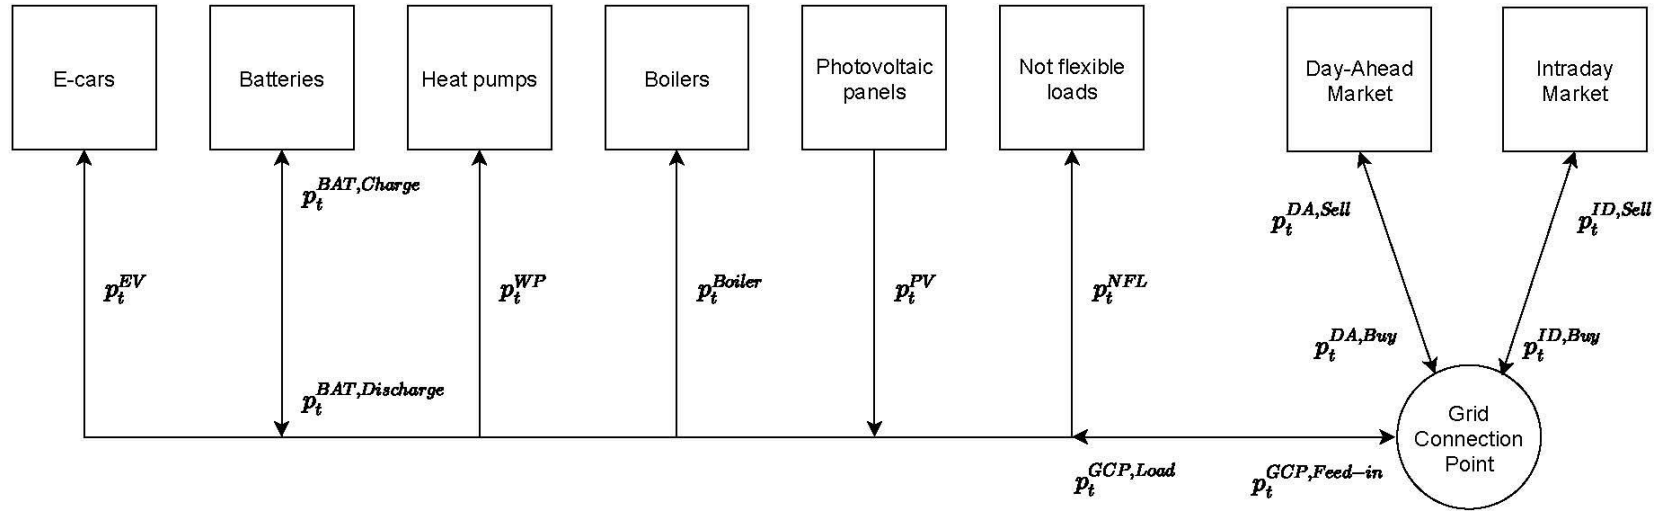 E-cars
Batteries
Heat pumps
Boilers
Photovoltaic
panels
Not flexible
loads
Day-Ahead
Market
Intraday
Market
p_t^{BAT,Charge}
p_t^{DA,Sell}
p_t^{ID,Sell}
p_t^{EV}
p_t^{WP}
p_t^{Boiler}
p_t^{PV}
p_t^{NFL}
p_t^{DA,Buy}
p_t^{ID,Buy}
p_t^{BAT,Discharge}
Grid
Connection
Point
p_t^{GCP,Load}
p_t^{GCP,Feed-in}